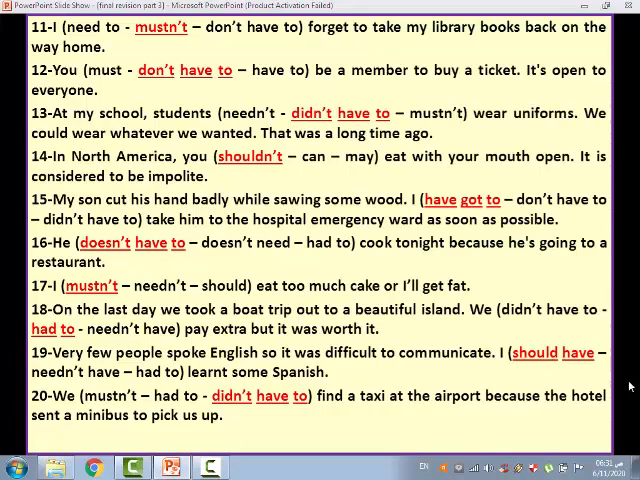 PowerPoint Slide Show - [final revision part 3] - Microsoft PowerPoint (Product Activation Failed)
11-I (need to - mustn't – don't have to) forget to take my library books back on the
way home.
12-You (must - don't have to – have to) be a member to buy a ticket. It's open to
everyone.
13-At my school, students (needn't - didn't have to – mustn't) wear uniforms. We
could wear whatever we wanted. That was a long time ago.
14-In North America, you (shouldn't – can – may) eat with your mouth open. It is
considered to be impolite.
15-My son cut his hand badly while sawing some wood. I (have got to – don't have to
– didn't have to) take him to the hospital emergency ward as soon as possible.
16-He (doesn't have to – doesn't need – had to) cook tonight because he's going to a
restaurant.
17-I (mustn't – needn't – should) eat too much cake or I'll get fat.
18-On the last day we took a boat trip out to a beautiful island. We (didn't have to -
had to - needn't have) pay extra but it was worth it.
19-Very few people spoke English so it was difficult to communicate. I (should have –
needn't have – had to) learnt some Spanish.
20-We (mustn't – had to - didn't have to) find a taxi at the airport because the hotel
sent a minibus to pick us up.
EN
06:31 ص
6/11/2020